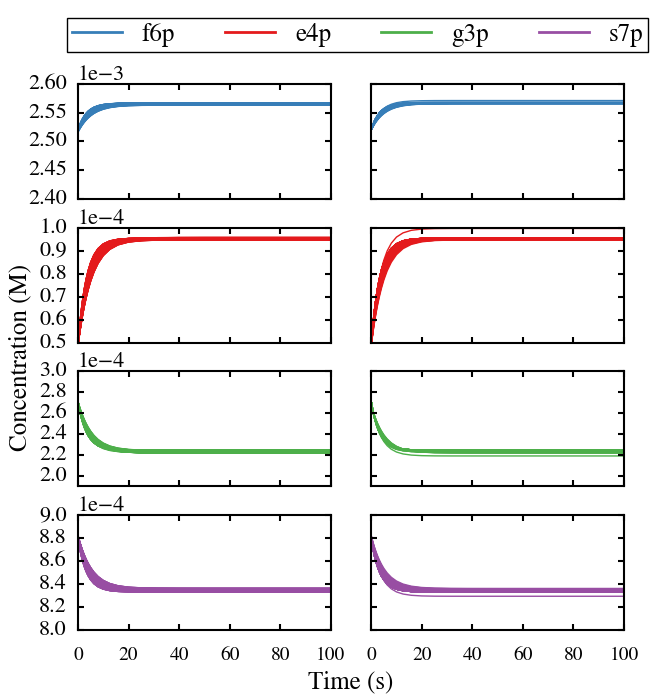 f6p e4p g3p s7p
1e−3
2.60
2.55
2.50
2.45
2.40
1e−4
1.0
0.9
0.8
0.7
0.6
0.5
1e−4
3.0
2.8
2.6
2.4
2.2
2.0
1e−4
9.0
8.8
8.6
8.4
8.2
8.0
0 20 40 60 80 100 0 20 40 60 80 100
Time (s)
Concentration (M)